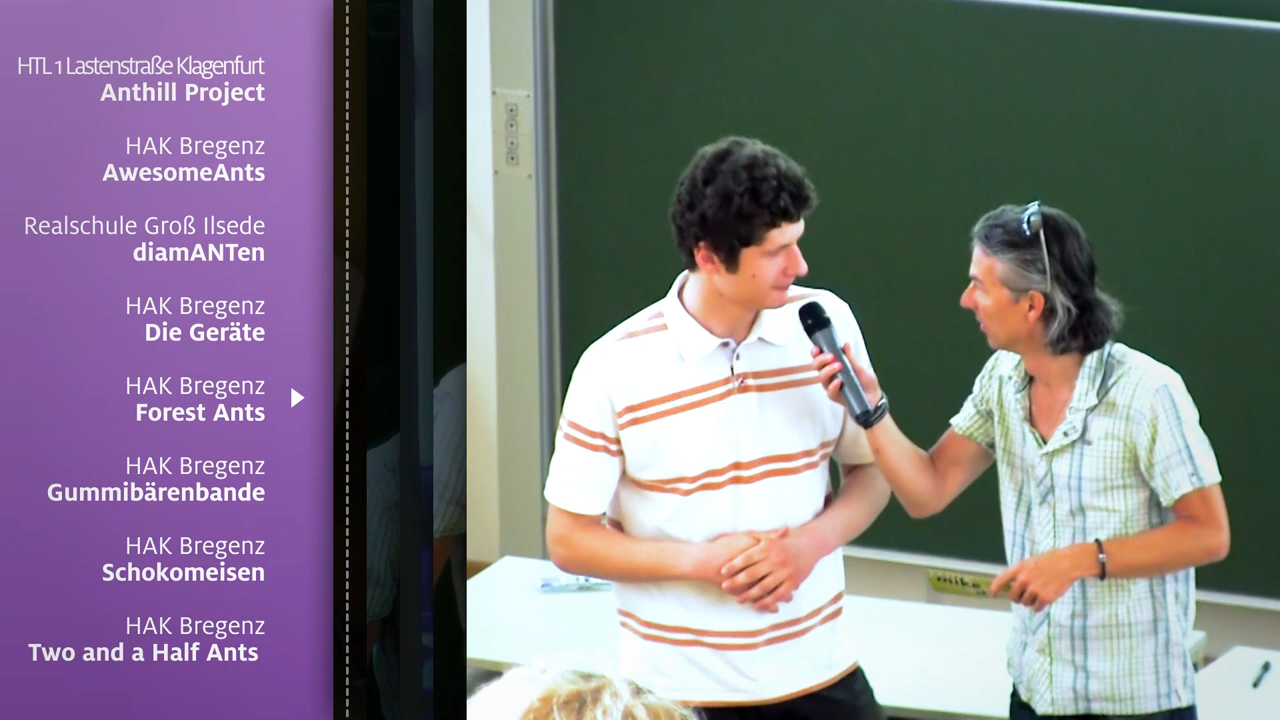 HTL 1 Lastenstraße Klagenfurt
Anthill Project
HAK Bregenz
AwesomeAnts
Realschule Groß Ilsede
diamANTen
HAK Bregenz
Die Geräte
HAK Bregenz
Forest Ants
HAK Bregenz
Gummibärenbande
HAK Bregenz
Schokomeisen
HAK Bregenz
Two and a Half Ants
mike